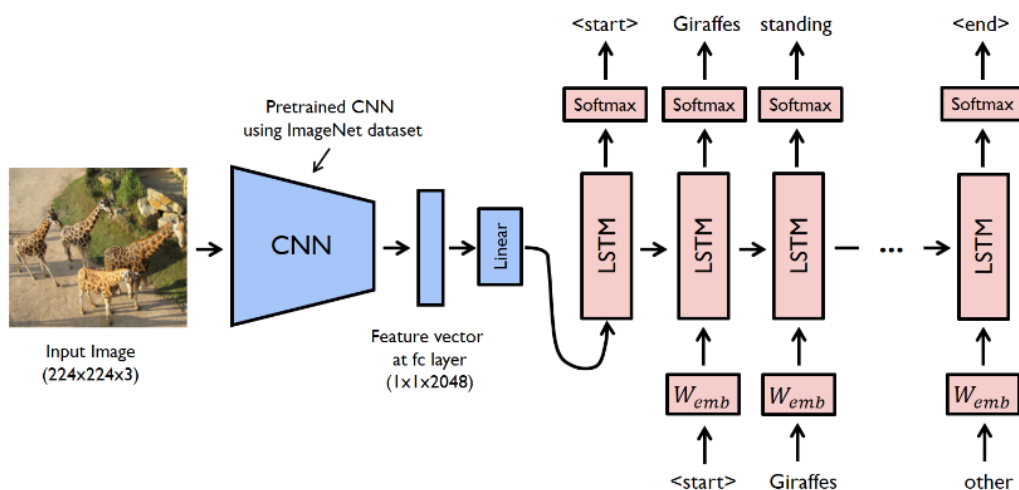 <start>
Giraffes
standing
<end>
Softmax
Softmax
Softmax
Softmax
Pretrained CNN
using ImageNet dataset
CNN
Linear
LSTM
LSTM
LSTM
...
LSTM
Input Image
(224x224x3)
Feature vector
at fc layer
(1x1x2048)
W_emb
W_emb
W_emb
<start>
Giraffes
other